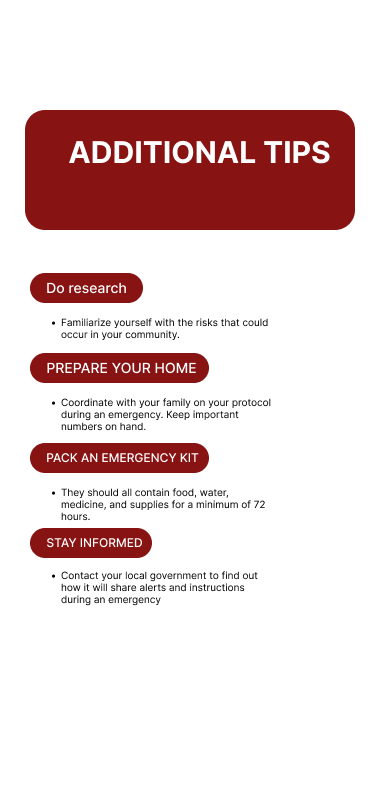 ADDITIONAL TIPS
Do research
• Familiarize yourself with the risks that could
occur in your community.
PREPARE YOUR HOME
• Coordinate with your family on your protocol
during an emergency. Keep important
numbers on hand.
PACK AN EMERGENCY KIT
• They should all contain food, water,
medicine, and supplies for a minimum of 72
hours.
STAY INFORMED
• Contact your local government to find out
how it will share alerts and instructions
during an emergency